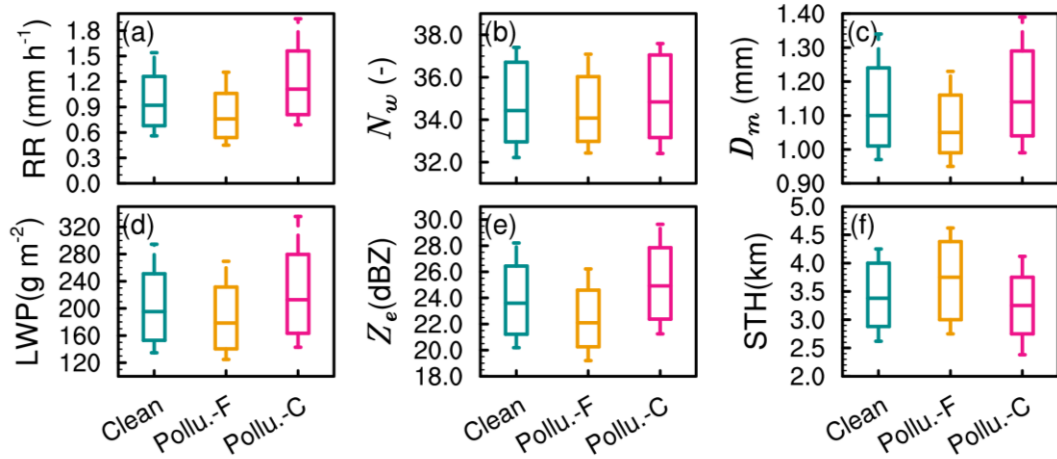 (a)
RR (mm h-1)
1.8
1.5
1.2
0.9
0.6
0.3
0.0
(b)
Nw (-)
38.0
36.0
34.0
32.0
(c)
Dm (mm)
1.40
1.30
1.20
1.10
1.00
0.90
(d)
LWP(g m-2)
320
280
240
200
160
120
(e)
Ze(dBZ)
30.0
28.0
26.0
24.0
22.0
20.0
18.0
(f)
STH(km)
5.0
4.5
4.0
3.5
3.0
2.5
2.0
Clean
Pollu.-F
Pollu.-C
Clean
Pollu.-F
Pollu.-C
Clean
Pollu.-F
Pollu.-C